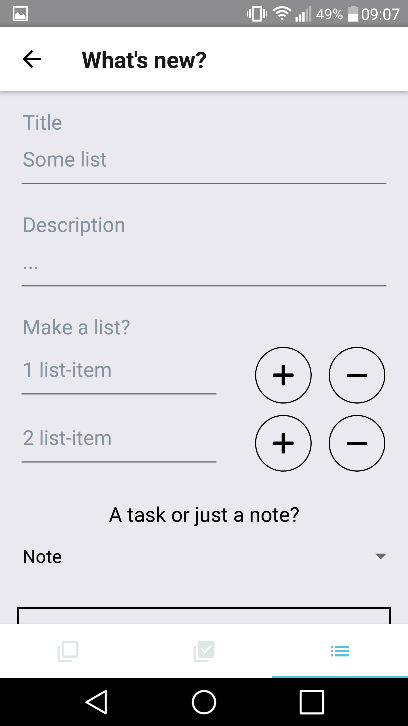 49% 09:07
What's new?
Title
Some list
Description
...
Make a list?
1 list-item
2 list-item
A task or just a note?
Note